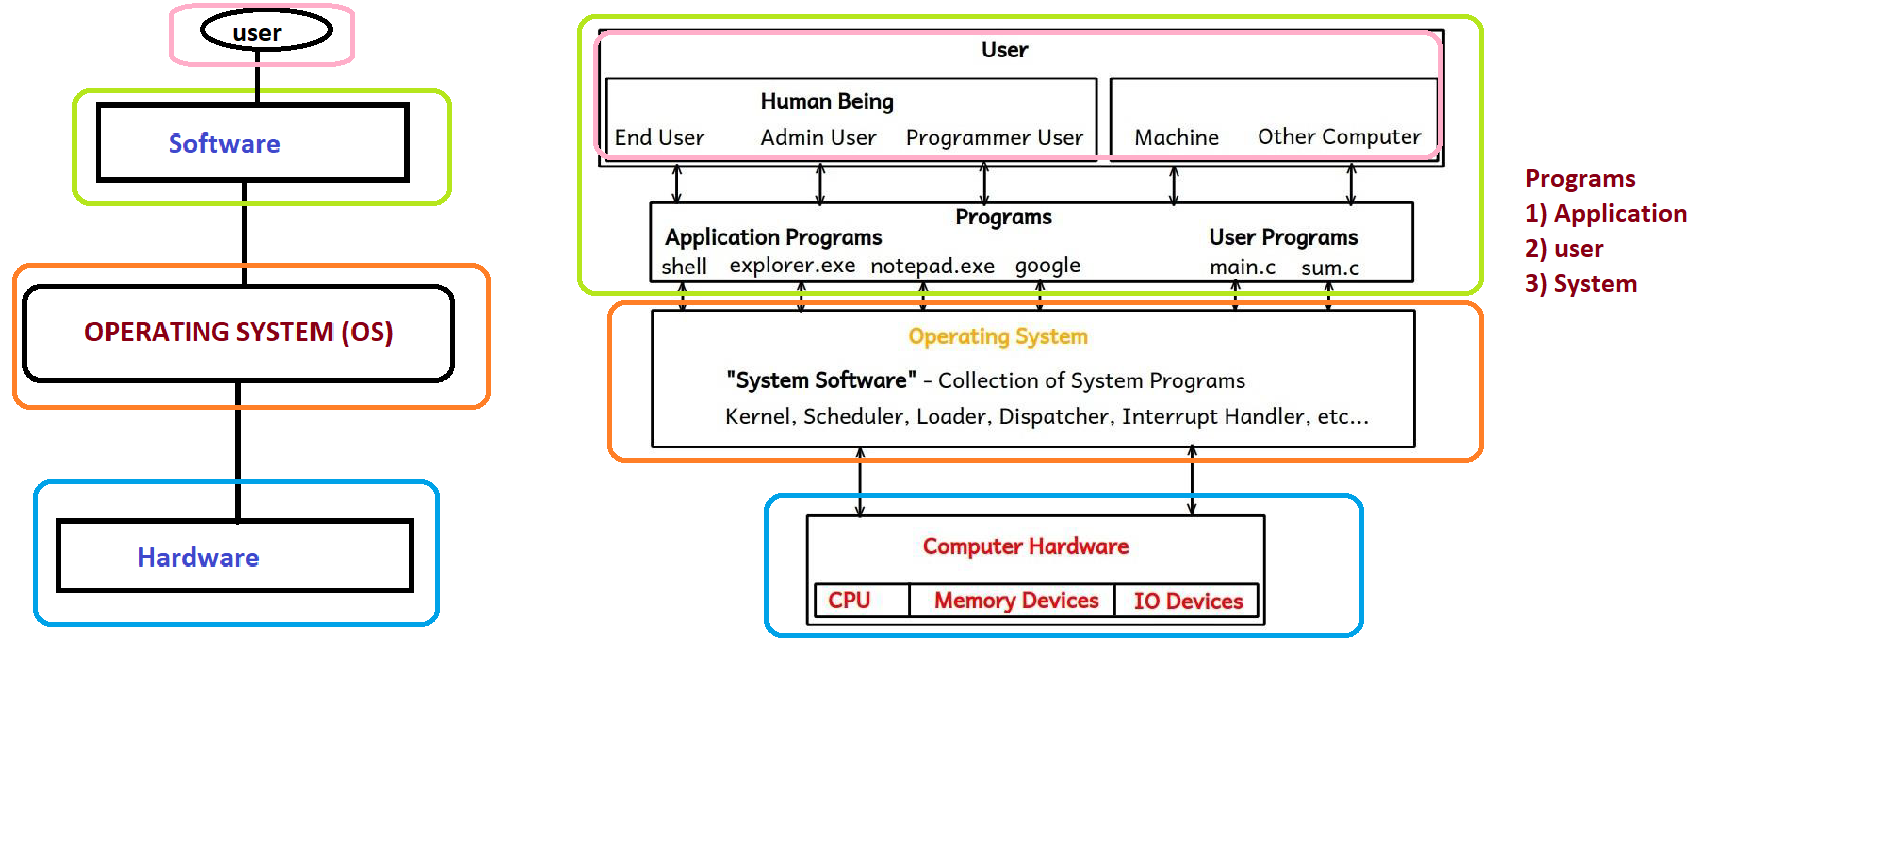 user
Software
OPERATING SYSTEM (OS)
Hardware
User
Human Being
End User Admin User Programmer User
Machine Other Computer
Programs
Application Programs User Programs
shell explorer.exe notepad.exe google main.c sum.c
Operating System
"System Software" - Collection of System Programs
Kernel, Scheduler, Loader, Dispatcher, Interrupt Handler, etc...
Computer Hardware
CPU Memory Devices IO Devices
Programs
1) Application
2) user
3) System